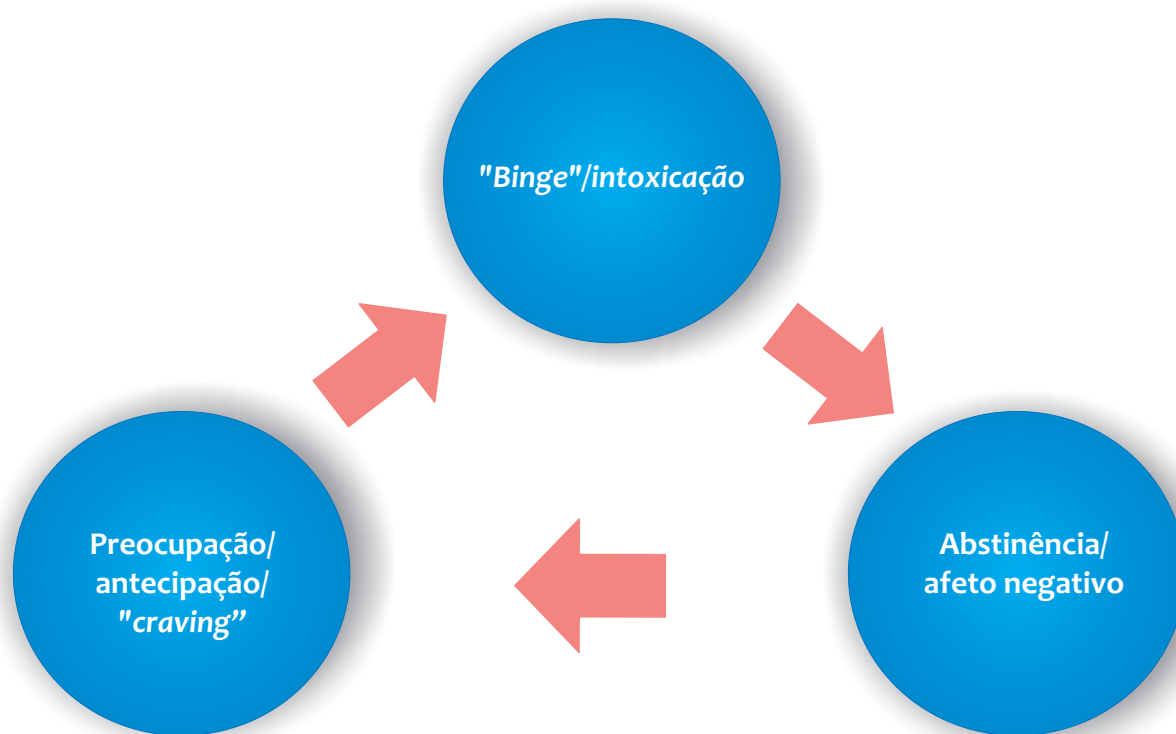 "Binge"/intoxicação
Preocupação/
antecipação/
"craving”
Abstinência/
afeto negativo